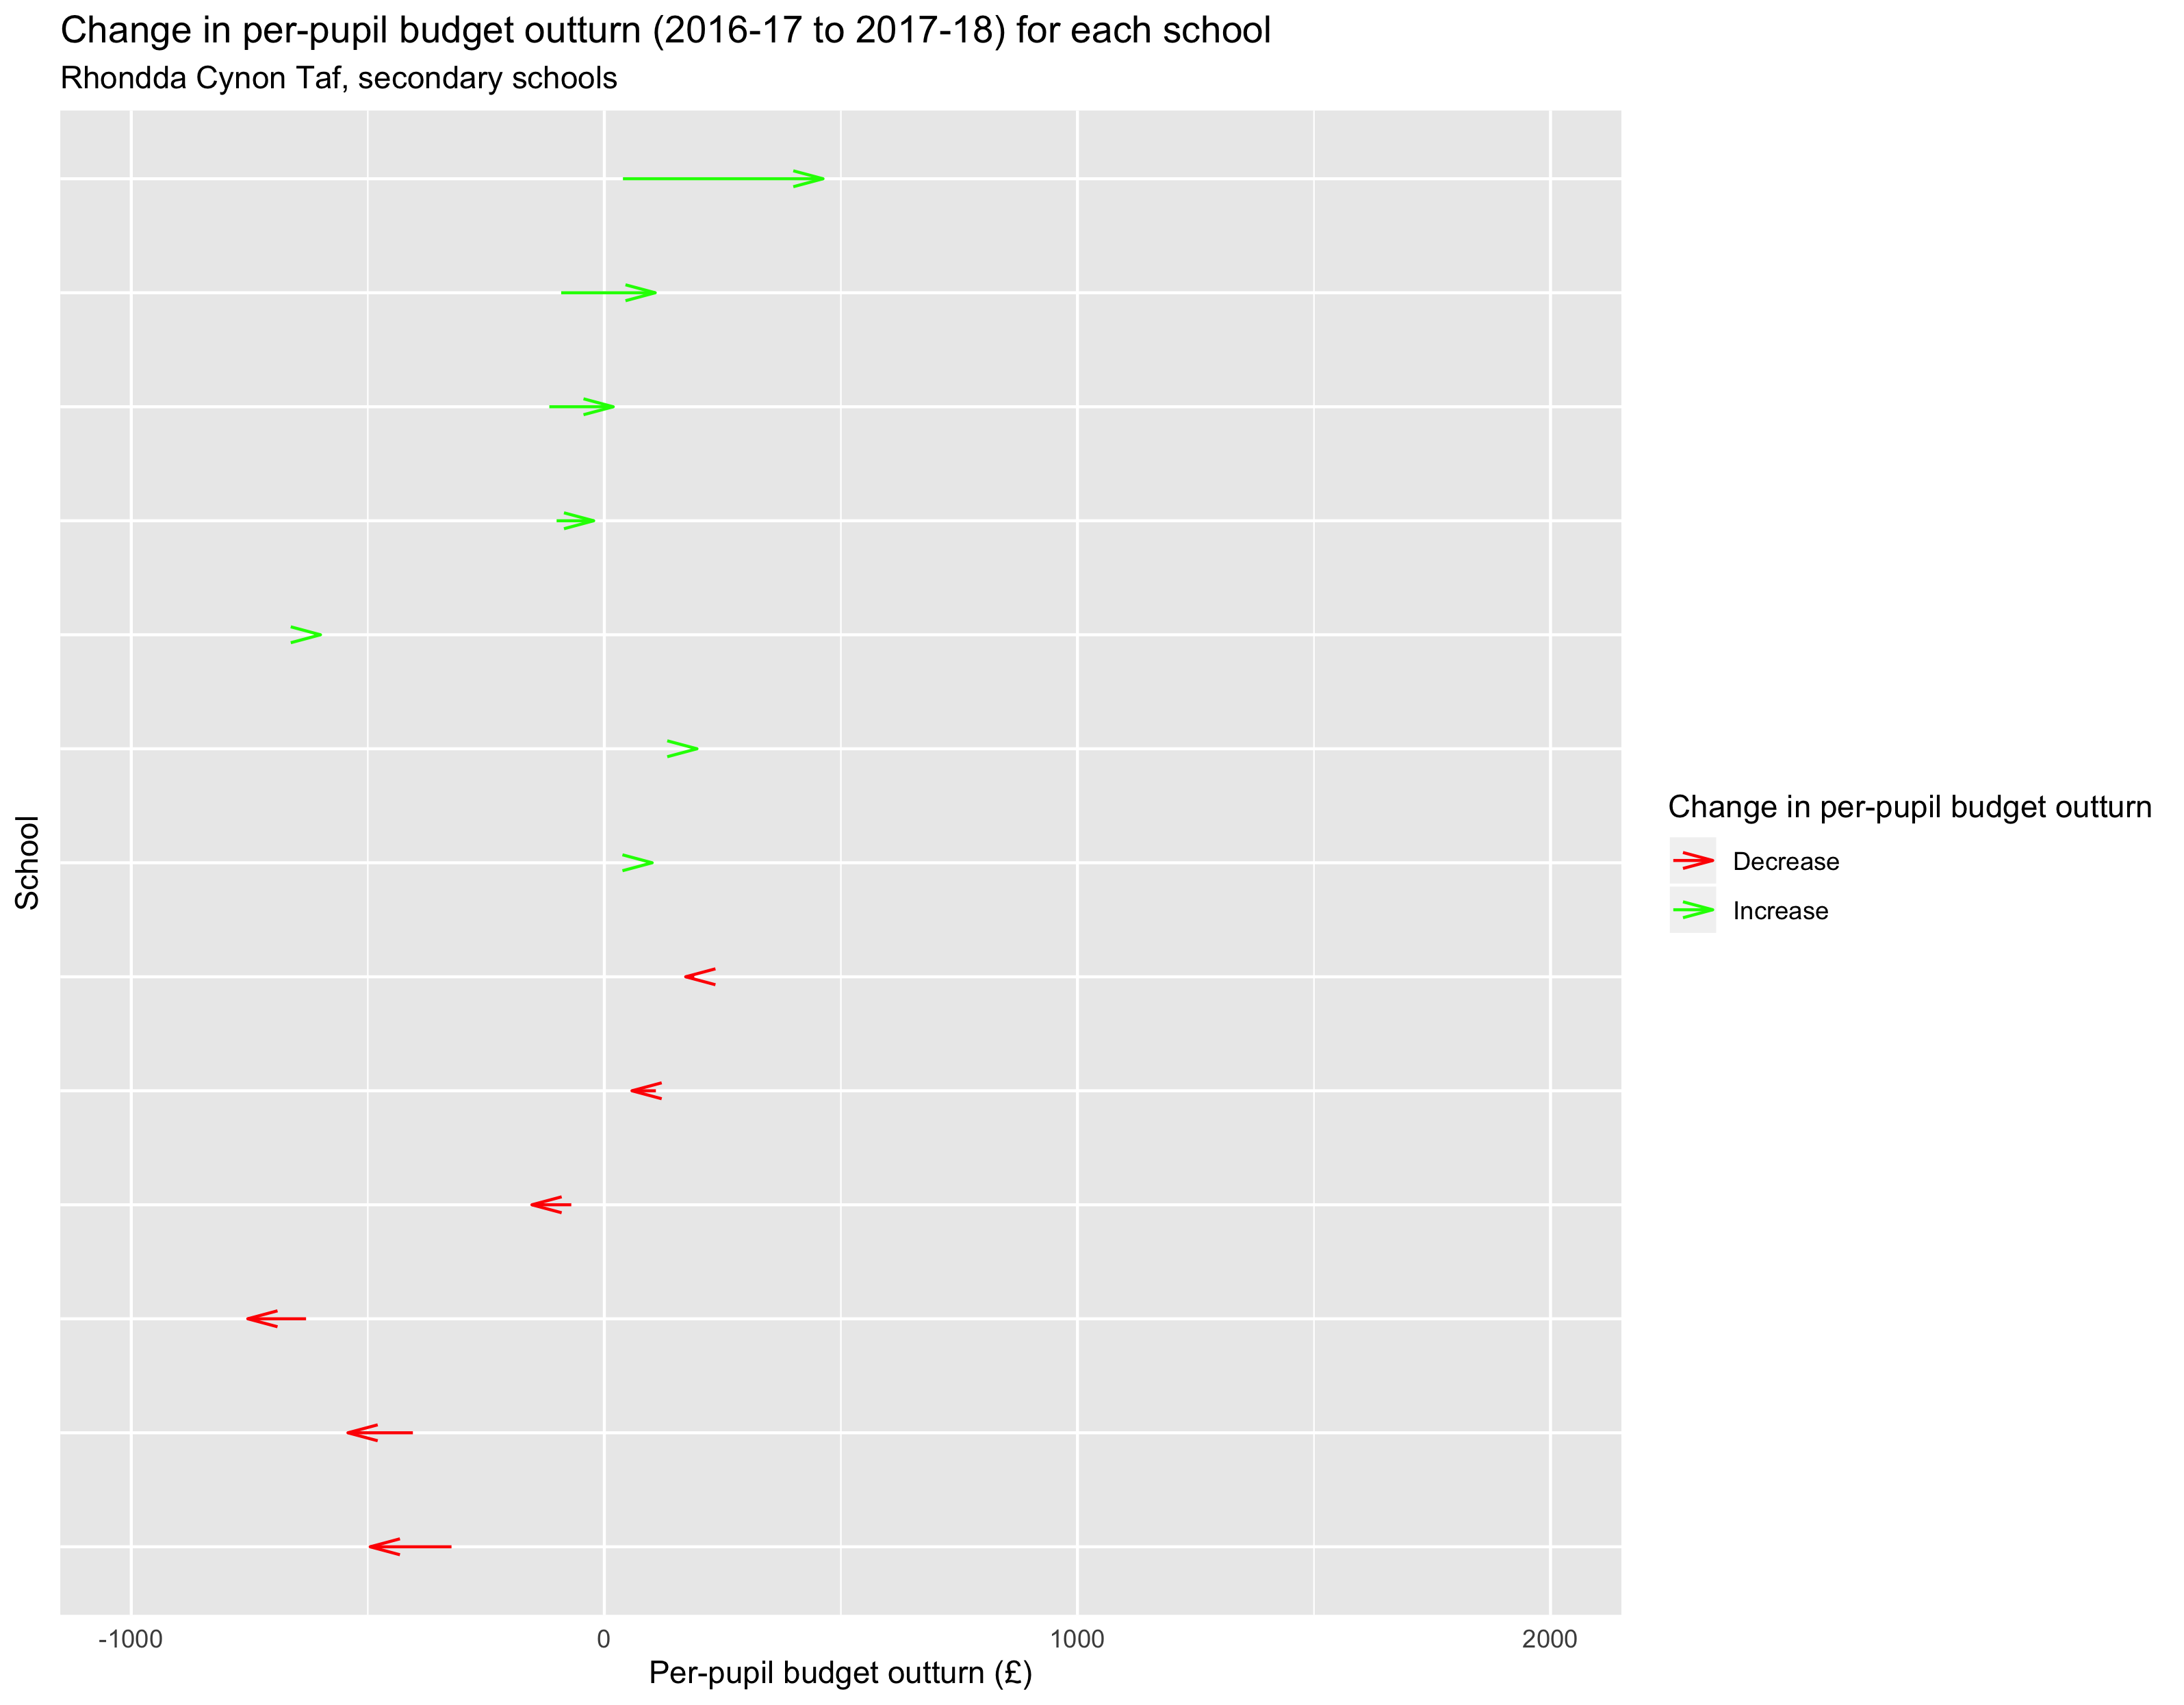 Change in per-pupil budget outturn (2016-17 to 2017-18) for each school
Rhondda Cynon Taf, secondary schools
School
Change in per-pupil budget outturn
Decrease
Increase
-1000
0
1000
2000
Per-pupil budget outturn (£)